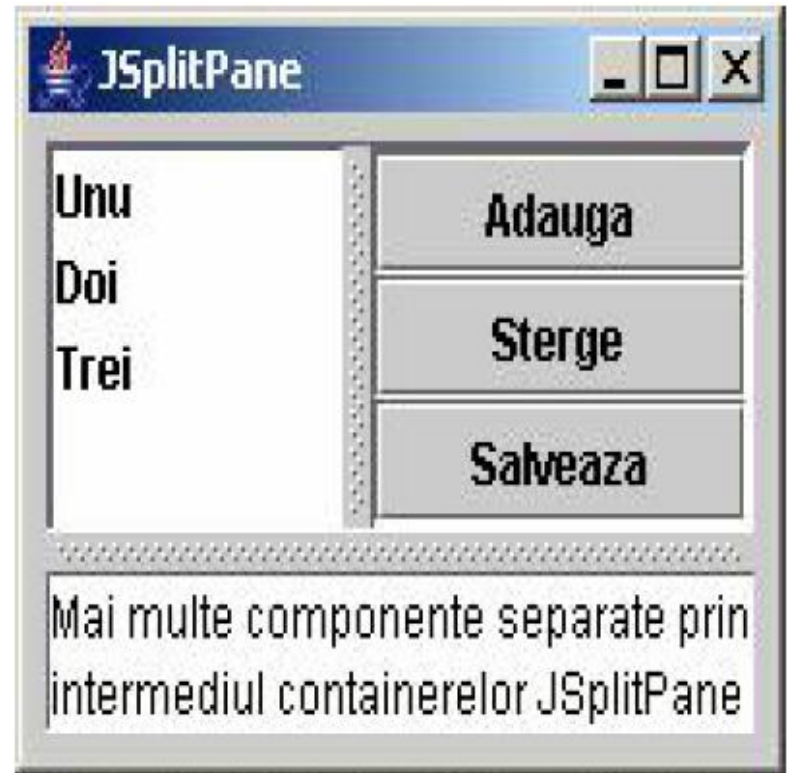 JSplitPane
Unu
Doi
Trei
Adauga
Sterge
Salveaza
Mai multe componente separate prin
intermediul containerelor JSplitPane